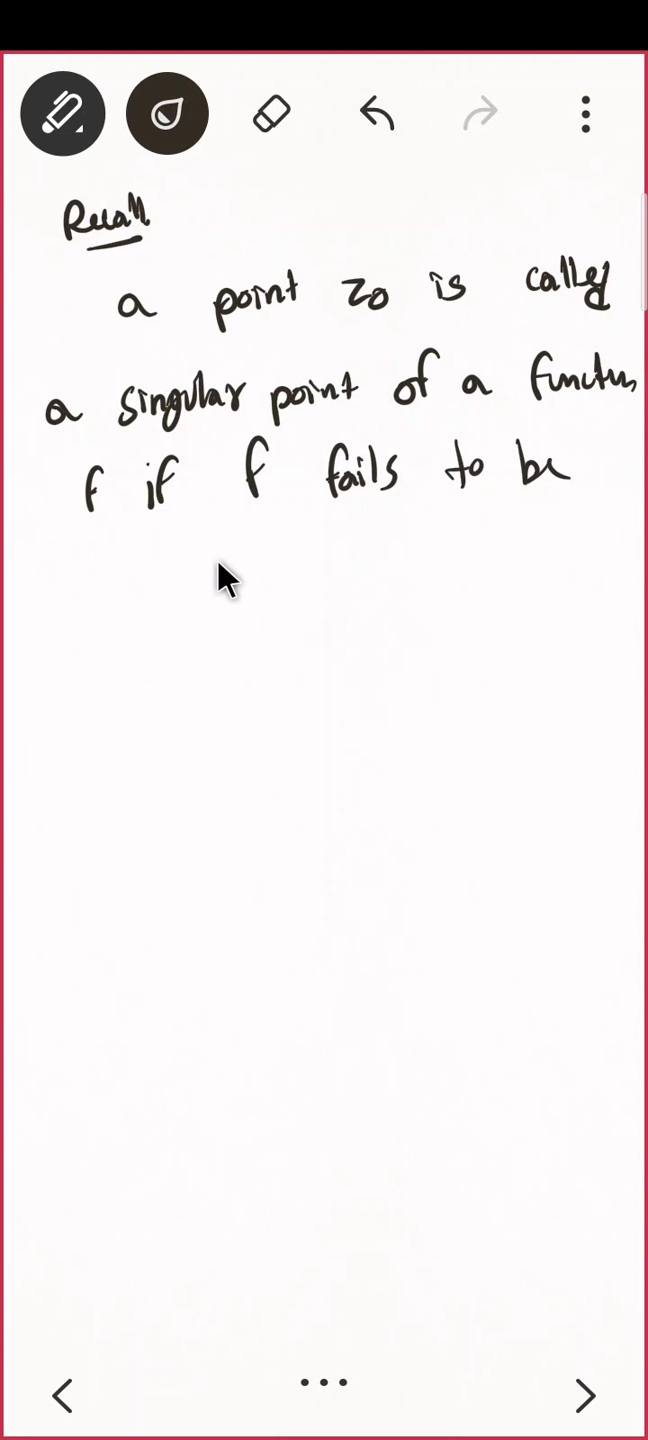 Recall
a point z₀ is called
a singular point of a function
f if f fails to be